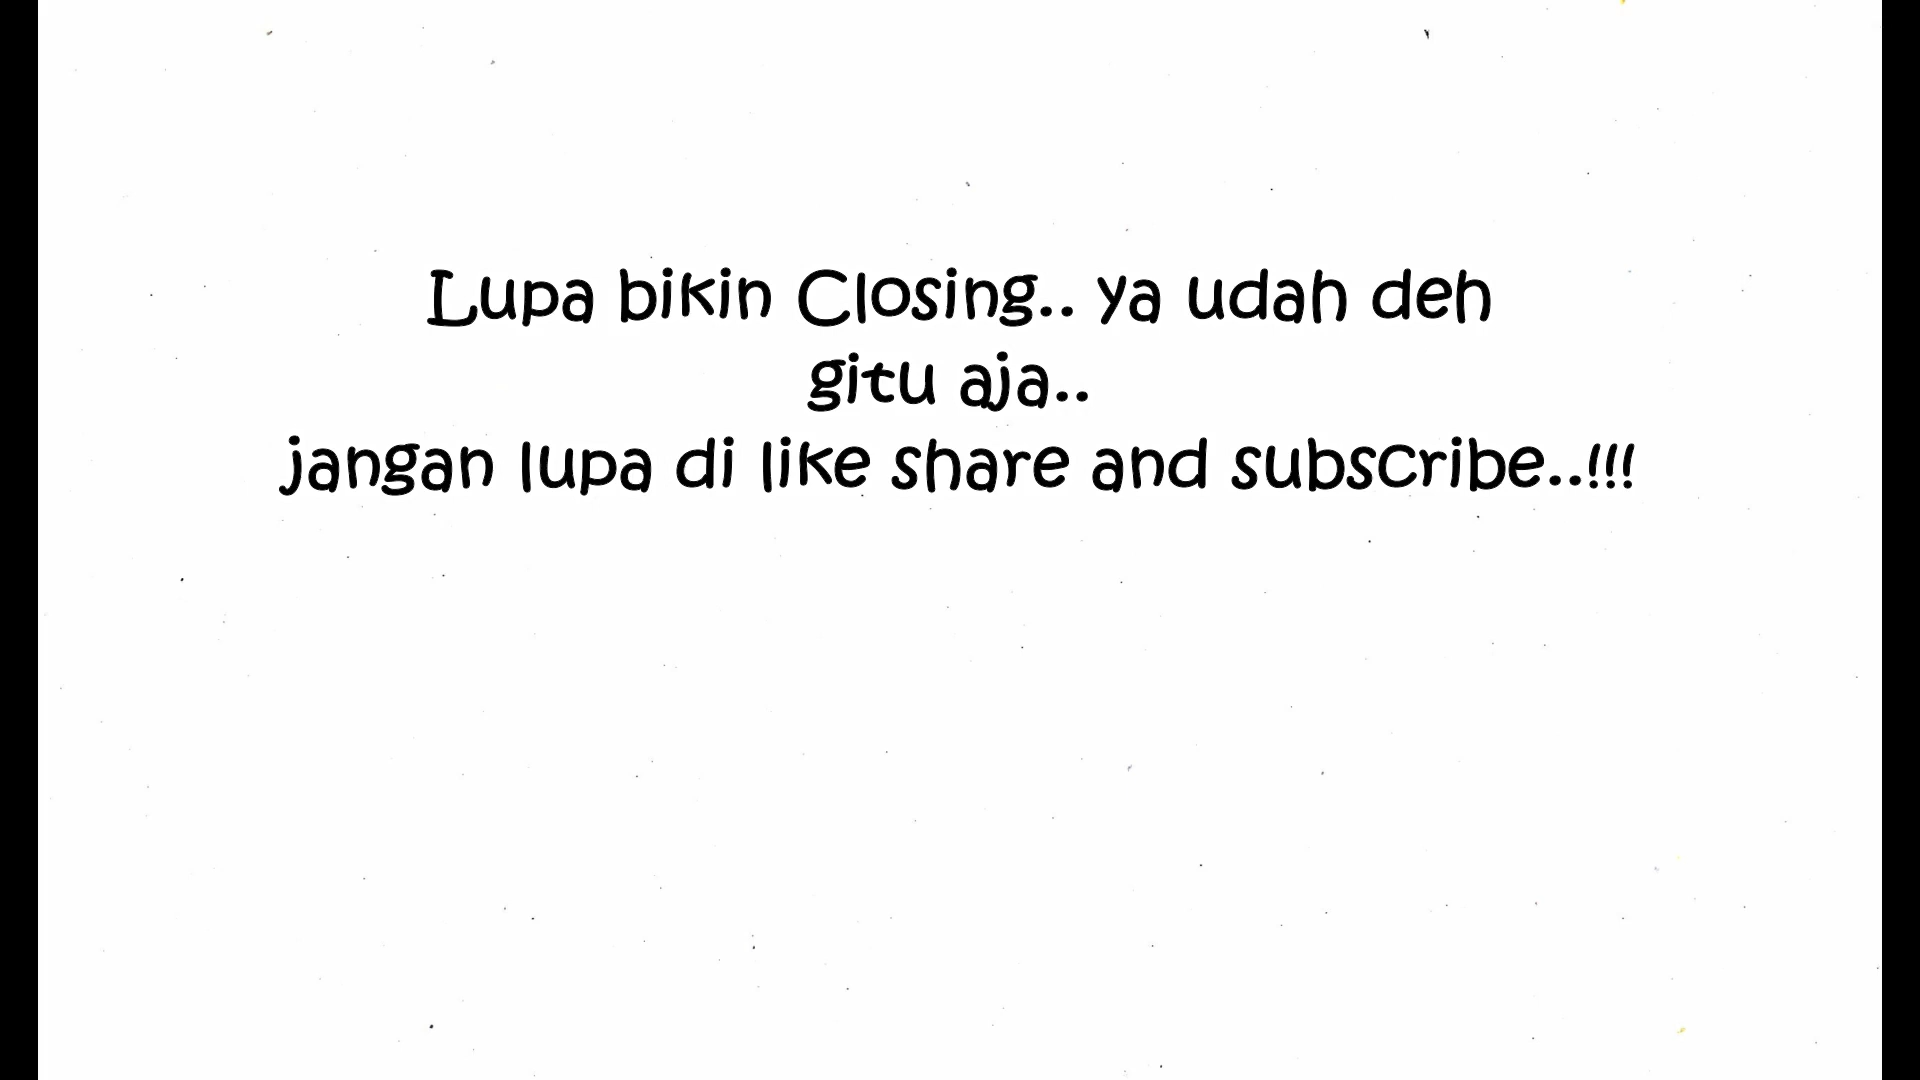 Lupa bikin Closing.. ya udah deh
gitu aja..
jangan lupa di like share and subscribe..!!!